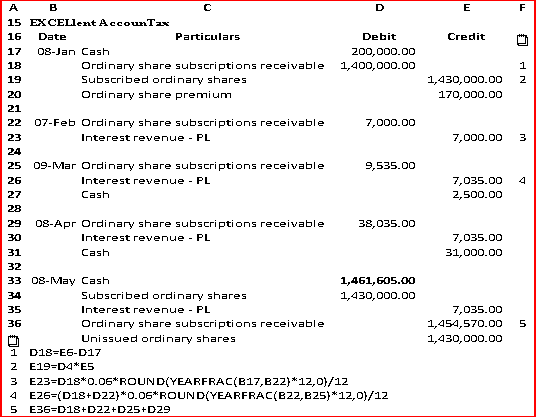 A B C D E F
15 EXCELlent AccounTax
16 Date Particulars Debit Credit
17 08-Jan Cash 200,000.00
18 Ordinary share subscriptions receivable 1,400,000.00 1
19 Subscribed ordinary shares 1,430,000.00 2
20 Ordinary share premium 170,000.00
21
22 07-Feb Ordinary share subscriptions receivable 7,000.00
23 Interest revenue - PL 7,000.00 3
24
25 09-Mar Ordinary share subscriptions receivable 9,535.00
26 Interest revenue - PL 7,035.00 4
27 Cash 2,500.00
28
29 08-Apr Ordinary share subscriptions receivable 38,035.00
30 Interest revenue - PL 7,035.00
31 Cash 31,000.00
32
33 08-May Cash 1,461,605.00
34 Subscribed ordinary shares 1,430,000.00
35 Interest revenue - PL 7,035.00
36 Ordinary share subscriptions receivable 1,454,570.00 5
Unissued ordinary shares 1,430,000.00
1 D18=E6-D17
2 E19=D4*E5
3 E23=D18*0.06*ROUND(YEARFRAC(B17,B22)*12,0)/12
4 E26=(D18+D22)*0.06*ROUND(YEARFRAC(B22,B25)*12,0)/12
5 E36=D18+D22+D25+D29